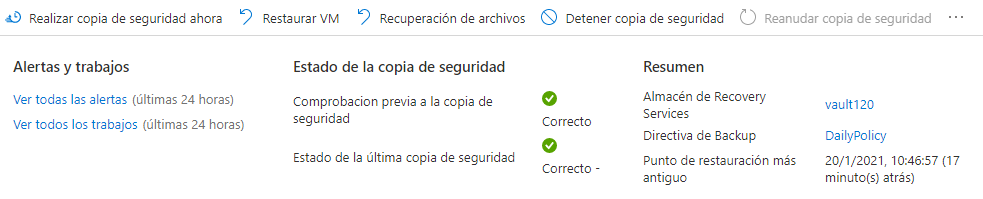 Realizar copia de seguridad ahora Restaurar VM Recuperación de archivos Detener copia de seguridad Reanudar copia de seguridad ...
Alertas y trabajos
Ver todas las alertas (últimas 24 horas)
Ver todos los trabajos (últimas 24 horas)
Estado de la copia de seguridad
Comprobacion previa a la copia de
seguridad
Correcto
Estado de la última copia de seguridad
Correcto -
Resumen
Almacén de Recovery
Services
vault120
Directiva de Backup DailyPolicy
Punto de restauración más
antiguo
20/1/2021, 10:46:57 (17
minuto(s) atrás)